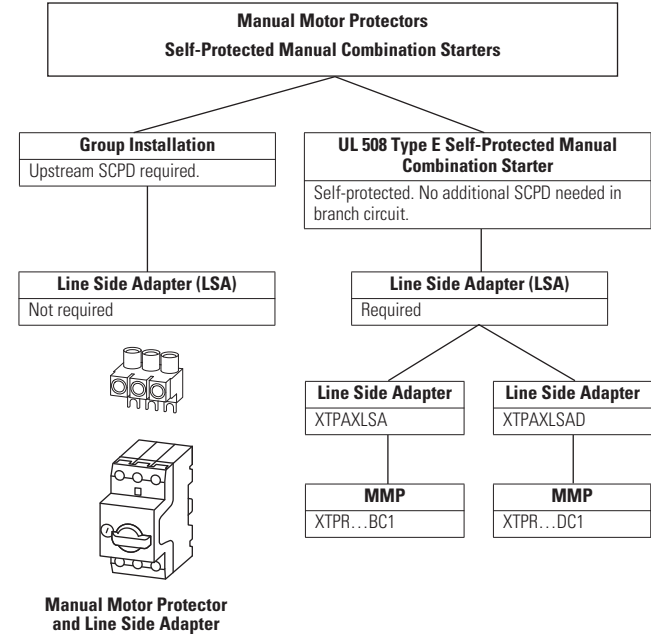 Manual Motor Protectors
Self-Protected Manual Combination Starters
Group Installation
Upstream SCPD required.
UL 508 Type E Self-Protected Manual
Combination Starter
Self-protected. No additional SCPD needed in
branch circuit.
Line Side Adapter (LSA)
Not required
Line Side Adapter (LSA)
Required
Line Side Adapter
XTPAXLSA
Line Side Adapter
XTPAXLSAD
MMP
XTPR…BC1
MMP
XTPR…DC1
Manual Motor Protector
and Line Side Adapter